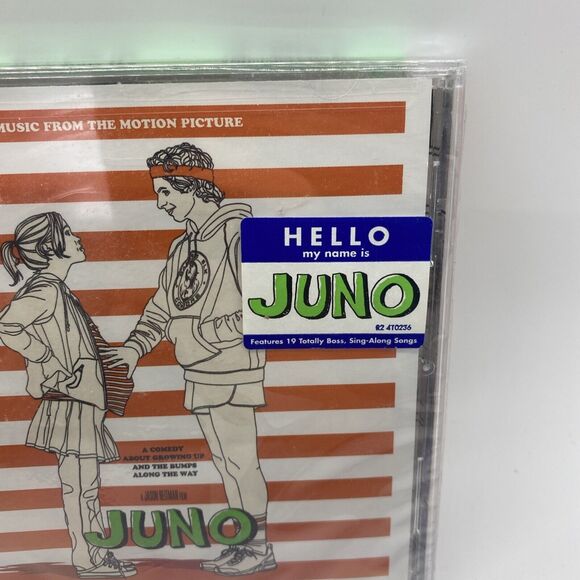 MUSIC FROM THE MOTION PICTURE
HELLO
my name is
JUNO
R2 410236
Features 19 Totally Boss, Sing-Along Songs
A COMEDY
ABOUT GROWING UP
AND THE BUMPS
ALONG THE WAY
A JASON REITMAN FILM
JUNO